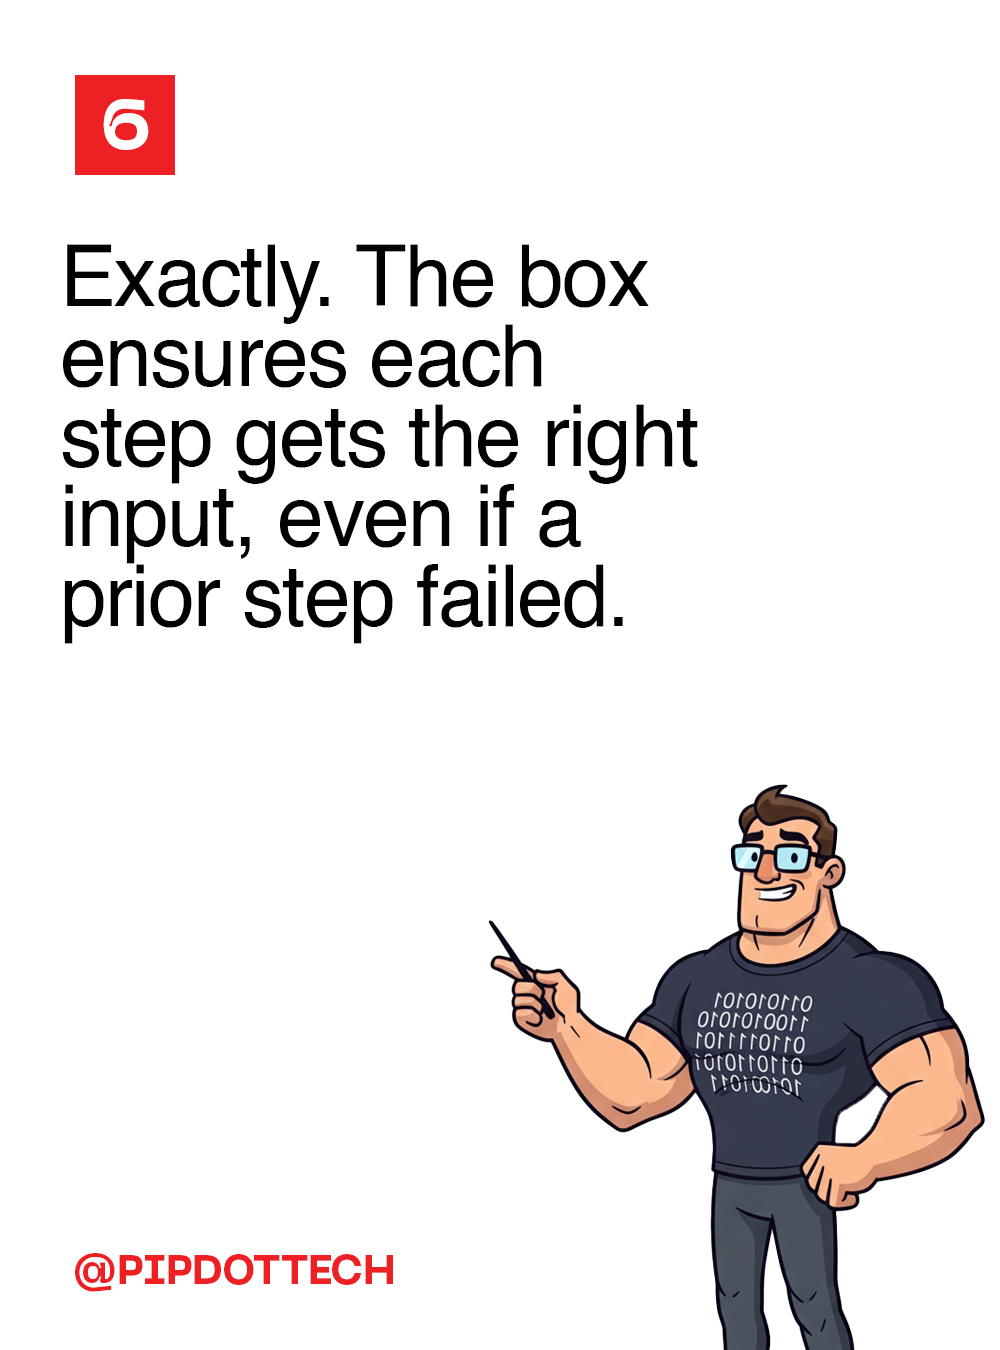 6
Exactly. The box
ensures each
step gets the right
input, even if a
prior step failed.
@PIPDOTTECH